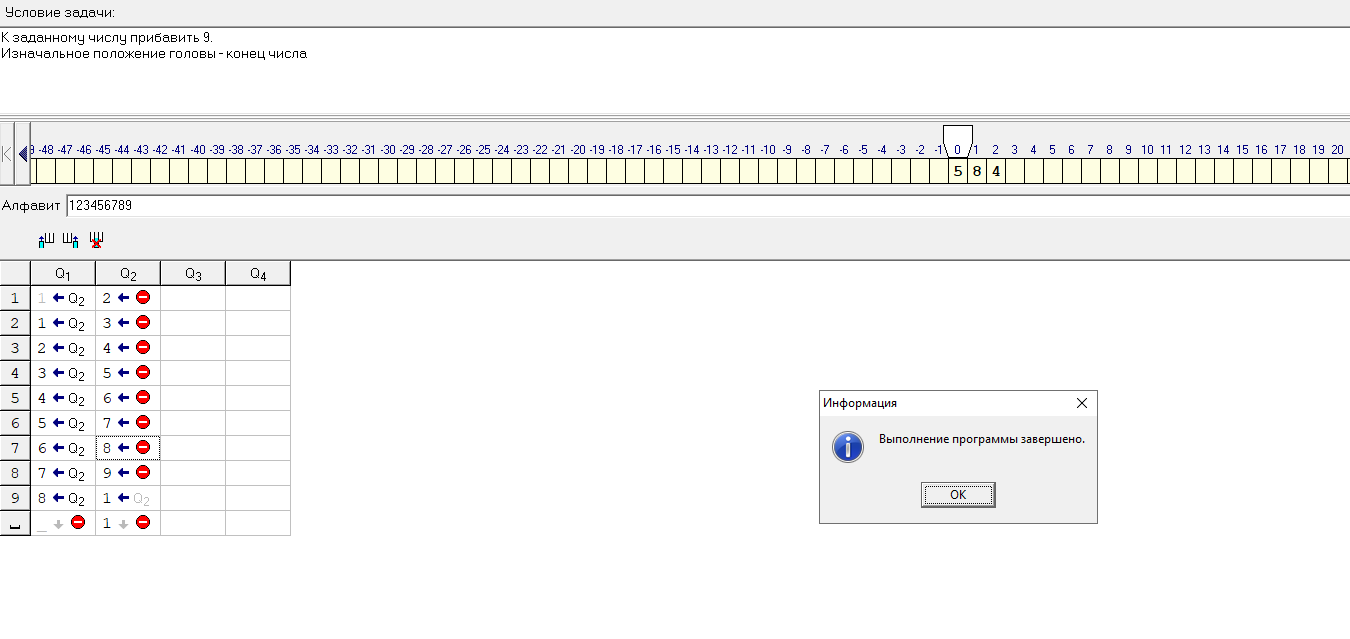 Условие задачи:
К заданному числу прибавить 9.
Изначальное положение головы - конец числа
-48 -47 -46 -45 -44 -43 -42 -41 -40 -39 -38 -37 -36 -35 -34 -33 -32 -31 -30 -29 -28 -27 -26 -25 -24 -23 -22 -21 -20 -19 -18 -17 -16 -15 -14 -13 -12 -11 -10 -9 -8 -7 -6 -5 -4 -3 -2 -1 0 1 2 3 4 5 6 7 8 9 10 11 12 13 14 15 16 17 18 19 20
5 8 4
Алфавит 123456789
Q1 Q2 Q3 Q4
1 1 ← Q2 2 ←
2 1 ← Q2 3 ←
3 2 ← Q2 4 ←
4 3 ← Q2 5 ←
5 4 ← Q2 6 ←
6 5 ← Q2 7 ←
7 6 ← Q2 8 ←
8 7 ← Q2 9 ←
9 8 ← Q2 1 ← Q2
_ _ ↓ 1 ↓
Информация
Выполнение программы завершено.
OK